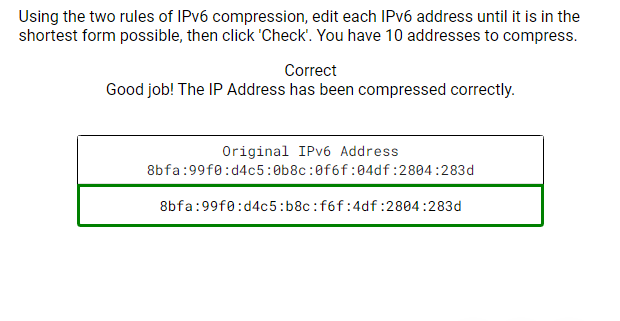 Using the two rules of IPv6 compression, edit each IPv6 address until it is in the
shortest form possible, then click 'Check'. You have 10 addresses to compress.
Correct
Good job! The IP Address has been compressed correctly.
Original IPv6 Address
8bfa:99f0:d4c5:0b8c:0f6f:04df:2804:283d
8bfa:99f0:d4c5:b8c:f6f:4df:2804:283d